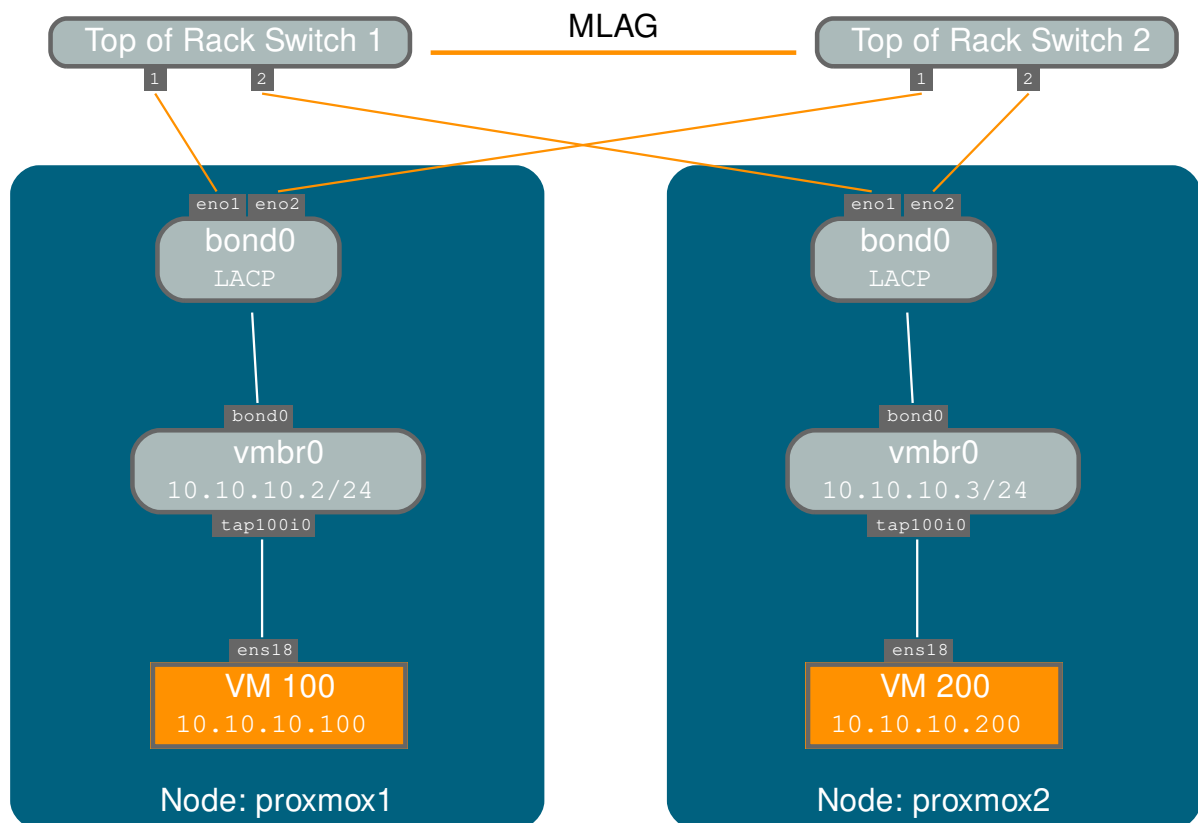 MLAG
Top of Rack Switch 1
Top of Rack Switch 2
1 2
1 2
eno1 eno2
eno1 eno2
bond0
LACP
bond0
LACP
bond0
bond0
vmbr0
10.10.10.2/24
vmbr0
10.10.10.3/24
tap100i0
tap100i0
ens18
ens18
VM 100
10.10.10.100
VM 200
10.10.10.200
Node: proxmox1
Node: proxmox2